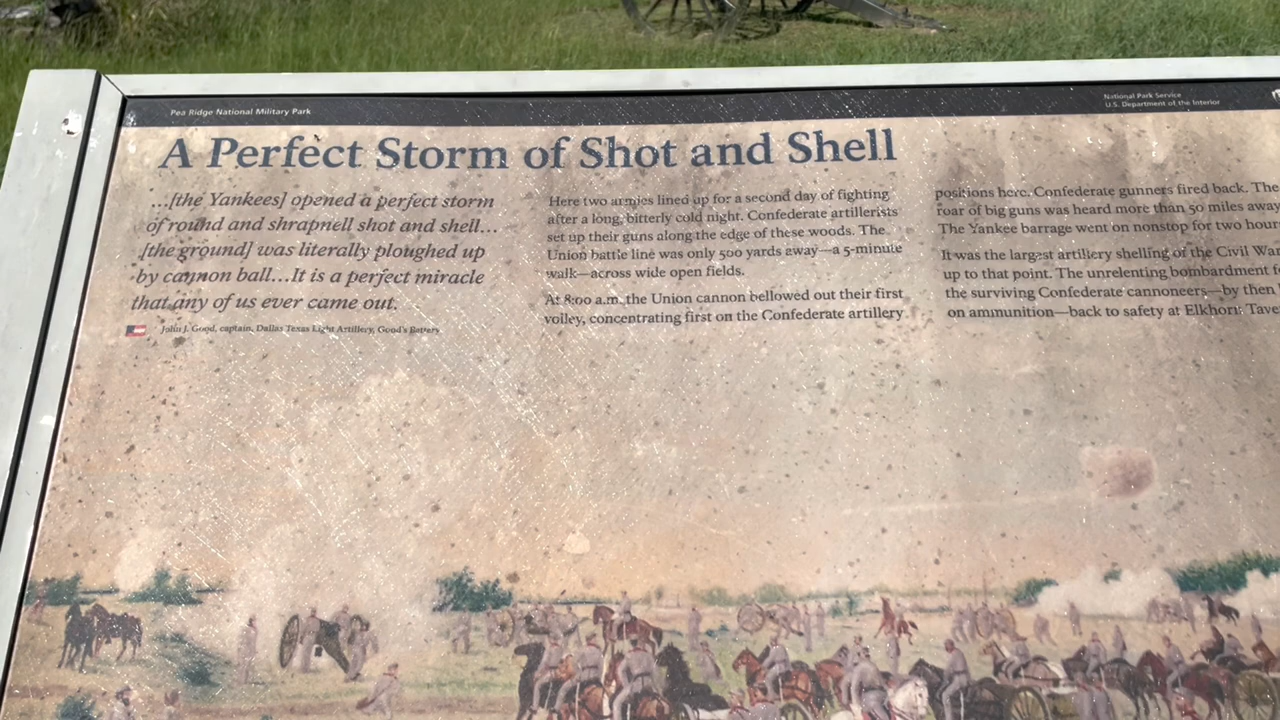 Pea Ridge National Military Park
National Park Service
U.S. Department of the Interior
A Perfect Storm of Shot and Shell
...[the Yankees] opened a perfect storm
of round and shrapnell shot and shell...
[the ground] was literally ploughed up
by cannon ball...It is a perfect miracle
that any of us ever came out.
John J. Good, captain, Dallas Texas Light Artillery, Good's Battery
Here two armies lined up for a second day of fighting
after a long, bitterly cold night. Confederate artillerists
set up their guns along the edge of these woods. The
Union battle line was only 500 yards away—a 5-minute
walk—across wide open fields.
At 8:00 a.m. the Union cannon bellowed out their first
volley, concentrating first on the Confederate artillery
positions here. Confederate gunners fired back. The
roar of big guns was heard more than 50 miles away
The Yankee barrage went on nonstop for two hour
It was the largest artillery shelling of the Civil War
up to that point. The unrelenting bombardment
the surviving Confederate cannoneers—by then
on ammunition—back to safety at Elkhorn